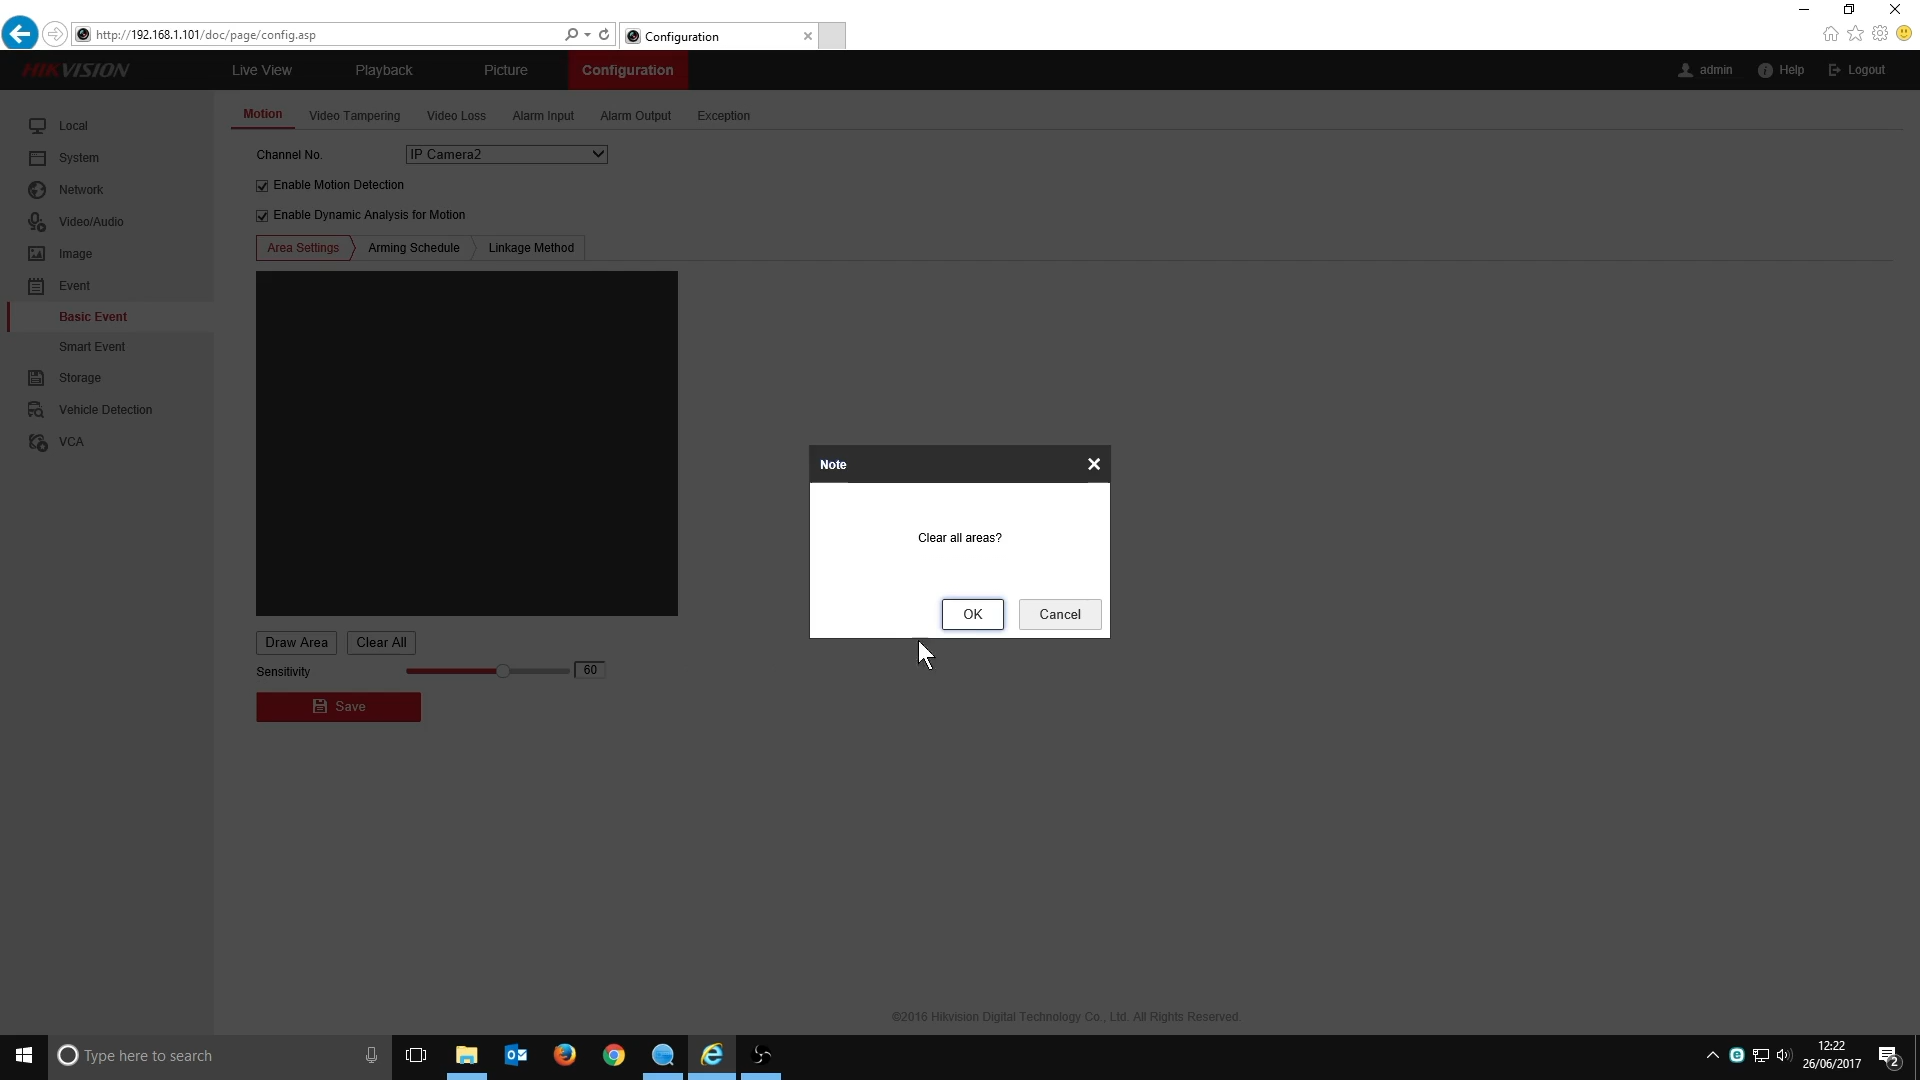 http://192.168.1.101/doc/page/config.asp
Configuration
HIKVISION
Live View
Playback
Picture
Configuration
admin
Help
Logout
Local
System
Network
Video/Audio
Image
Event
Basic Event
Smart Event
Storage
Vehicle Detection
VCA
Motion
Video Tampering
Video Loss
Alarm Input
Alarm Output
Exception
Channel No.
IP Camera2
Enable Motion Detection
Enable Dynamic Analysis for Motion
Area Settings
Arming Schedule
Linkage Method
Draw Area
Clear All
Sensitivity
60
Save
Note
Clear all areas?
OK
Cancel
©2016 Hikvision Digital Technology Co., Ltd. All Rights Reserved.
Type here to search
12:22
26/06/2017
2